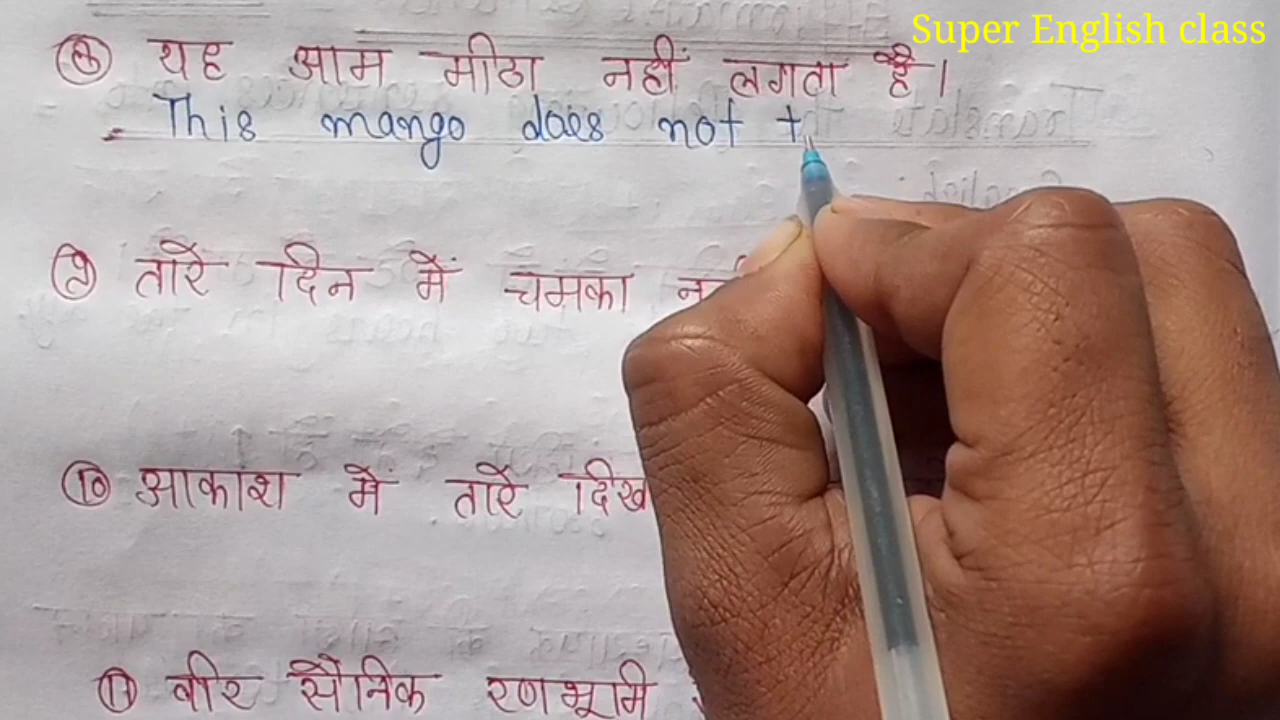 Super English class
(8) यह आम मीठा नहीं लगता है।
This mango does not t
(9) तारे दिन में चमका
(10) आकाश में तारे दिख
(11) वीर सैनिक रणभूमि